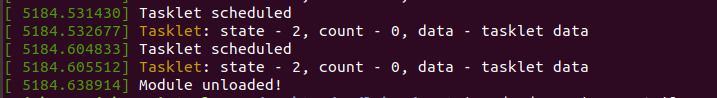 [ 5184.531430] Tasklet scheduled
[ 5184.532677] Tasklet: state - 2, count - 0, data - tasklet data
[ 5184.604833] Tasklet scheduled
[ 5184.605512] Tasklet: state - 2, count - 0, data - tasklet data
[ 5184.638914] Module unloaded!